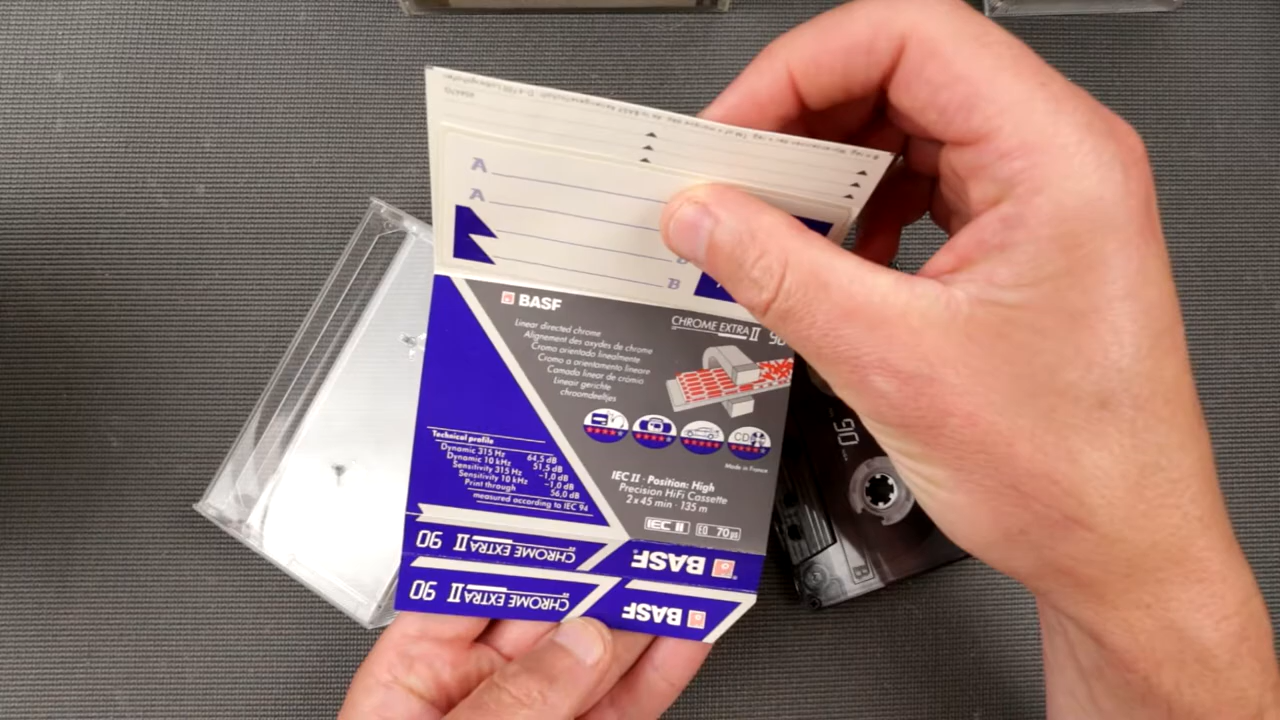 A
A
B
B
BASF
CHROME EXTRA II 90
Linear directed chrome
Alignement des oxydes de chrome
Cromo orientado linealmente
Cromo a orientamento lineare
Camada linear de crómio
Lineair gerichte
chroomdeeltjes
CD
Made in France
Technical profile
Dynamic 315 Hz 64,5 dB
Dynamic 10 kHz 51,5 dB
Sensitivity 315 Hz -1,0 dB
Sensitivity 10 kHz -1,0 dB
Print through 56,0 dB
measured according to IEC 94
IEC II · Position: High
Precision HiFi Cassette
2 x 45 min · 135 m
IEC II EQ 70 µs
BASF® CHROME EXTRA II 90
BASF® CHROME EXTRA II 90
90
B